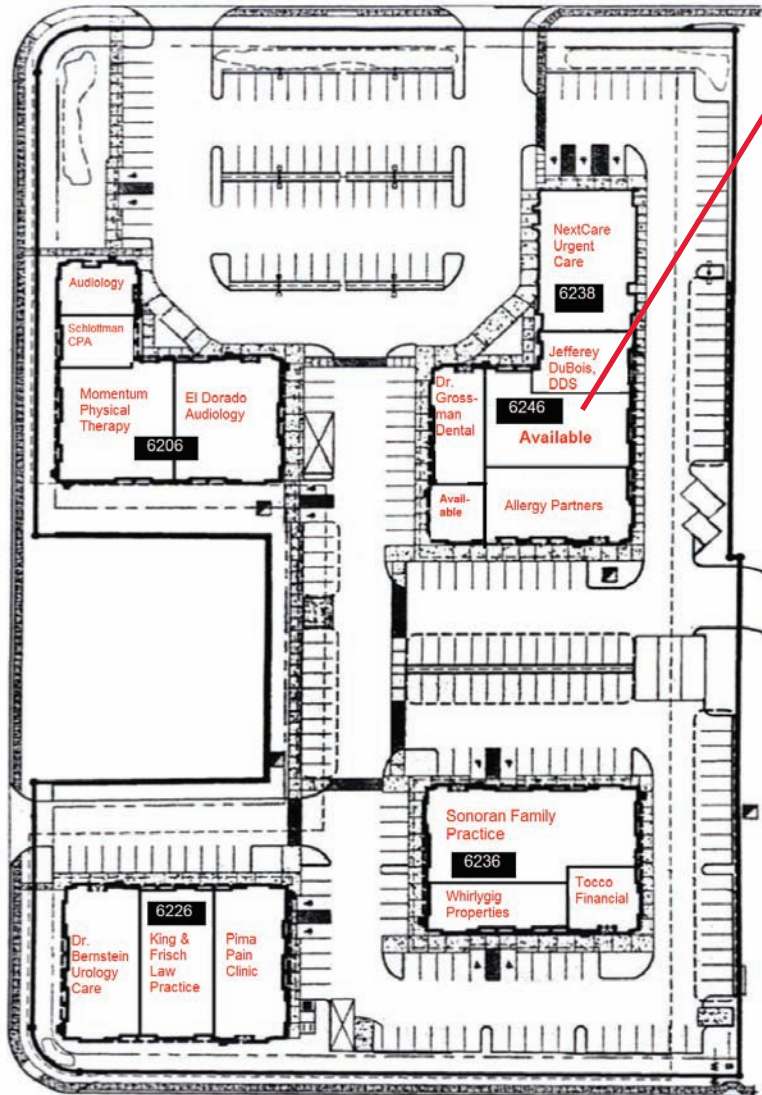 NextCare
Urgent
Care
6238
Audiology
Schlottman
CPA
Momentum
Physical
Therapy
El Dorado
Audiology
6206
Jefferey
DuBois,
DDS
Dr.
Gross-
man
Dental
6246
Available
Avail-
able
Allergy Partners
Sonoran Family
Practice
6236
Whirlygig
Properties
Tocco
Financial
6226
Dr.
Bernstein
Urology
Care
King &
Frisch
Law
Practice
Pima
Pain
Clinic